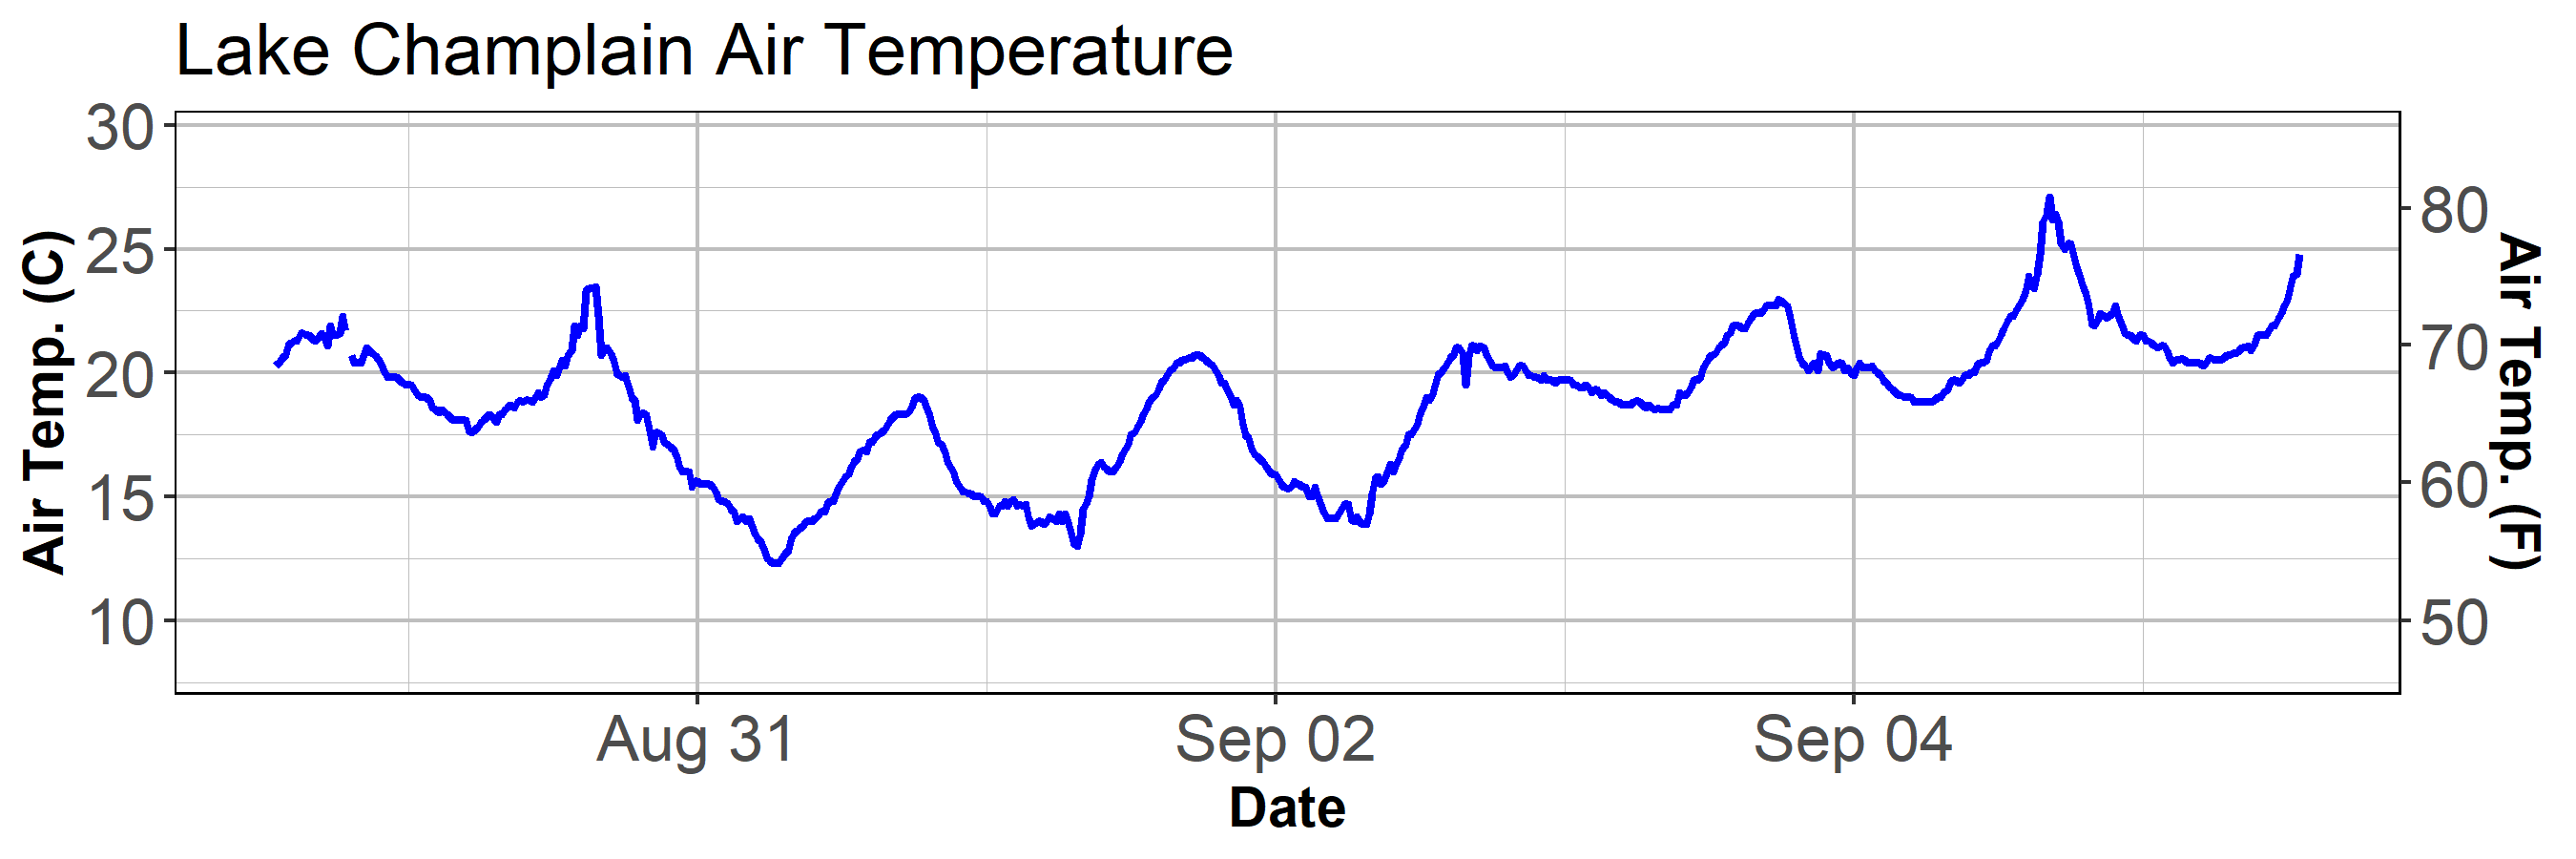 Lake Champlain Air Temperature
Air Temp. (C)
30
25
20
15
10
80
70
60
50
Air Temp. (F)
Aug 31
Sep 02
Sep 04
Date